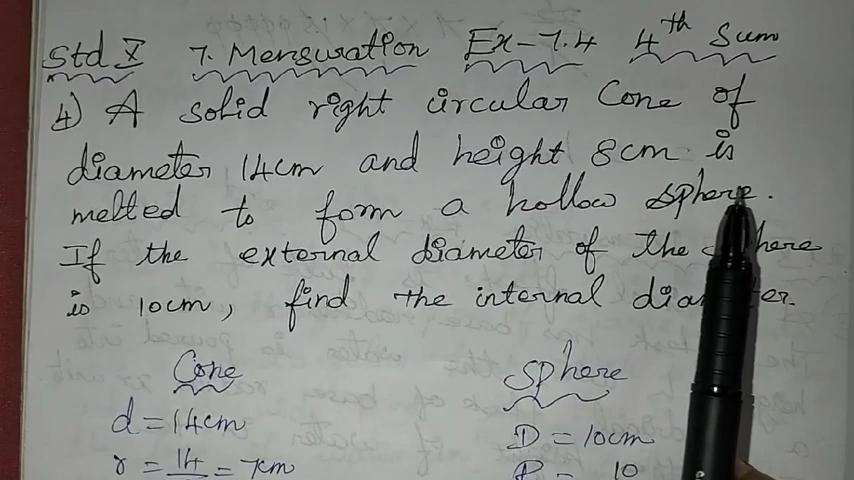 Std X 7. Mensuration Ex-7.4 4th Sum
4) A solid right circular Cone of
diameter 14cm and height 8cm is
melted to form a hollow sphere.
If the external diameter of the
is 10cm, find the internal
Cone Sphere
d = 14cm D = 10cm
r = 14 = 7cm R = 10